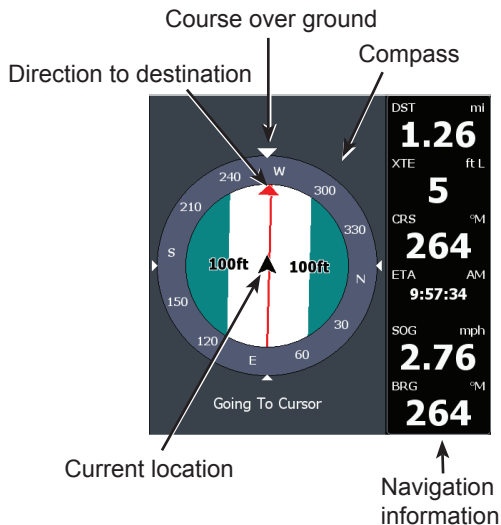 Course over ground
Compass
Direction to destination
DST mi
1.26
XTE ft L
5
CRS °M
264
ETA AM
9:57:34
SOG mph
2.76
BRG °M
264
W
240
300
210
330
S
N
100ft
100ft
150
30
120
60
E
Going To Cursor
Current location
Navigation
information